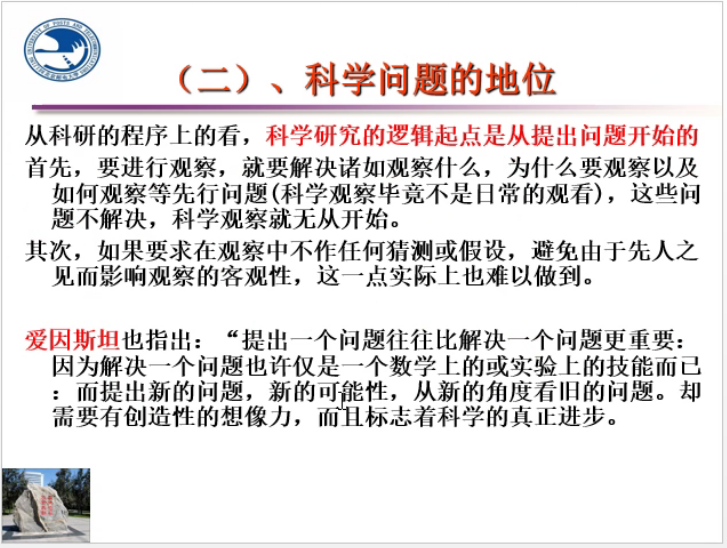 （二）、科学问题的地位
从科研的程序上的看，科学研究的逻辑起点是从提出问题开始的
首先，要进行观察，就要解决诸如观察什么，为什么要观察以及
如何观察等先行问题(科学观察毕竟不是日常的观看)，这些问
题不解决，科学观察就无从开始。
其次，如果要求在观察中不作任何猜测或假设，避免由于先人之
见而影响观察的客观性，这一点实际上也难以做到。
爱因斯坦也指出：“提出一个问题往往比解决一个问题更重要：
因为解决一个问题也许仅是一个数学上的或实验上的技能而已
：而提出新的问题，新的可能性，从新的角度看旧的问题。却
需要有创造性的想像力，而且标志着科学的真正进步。